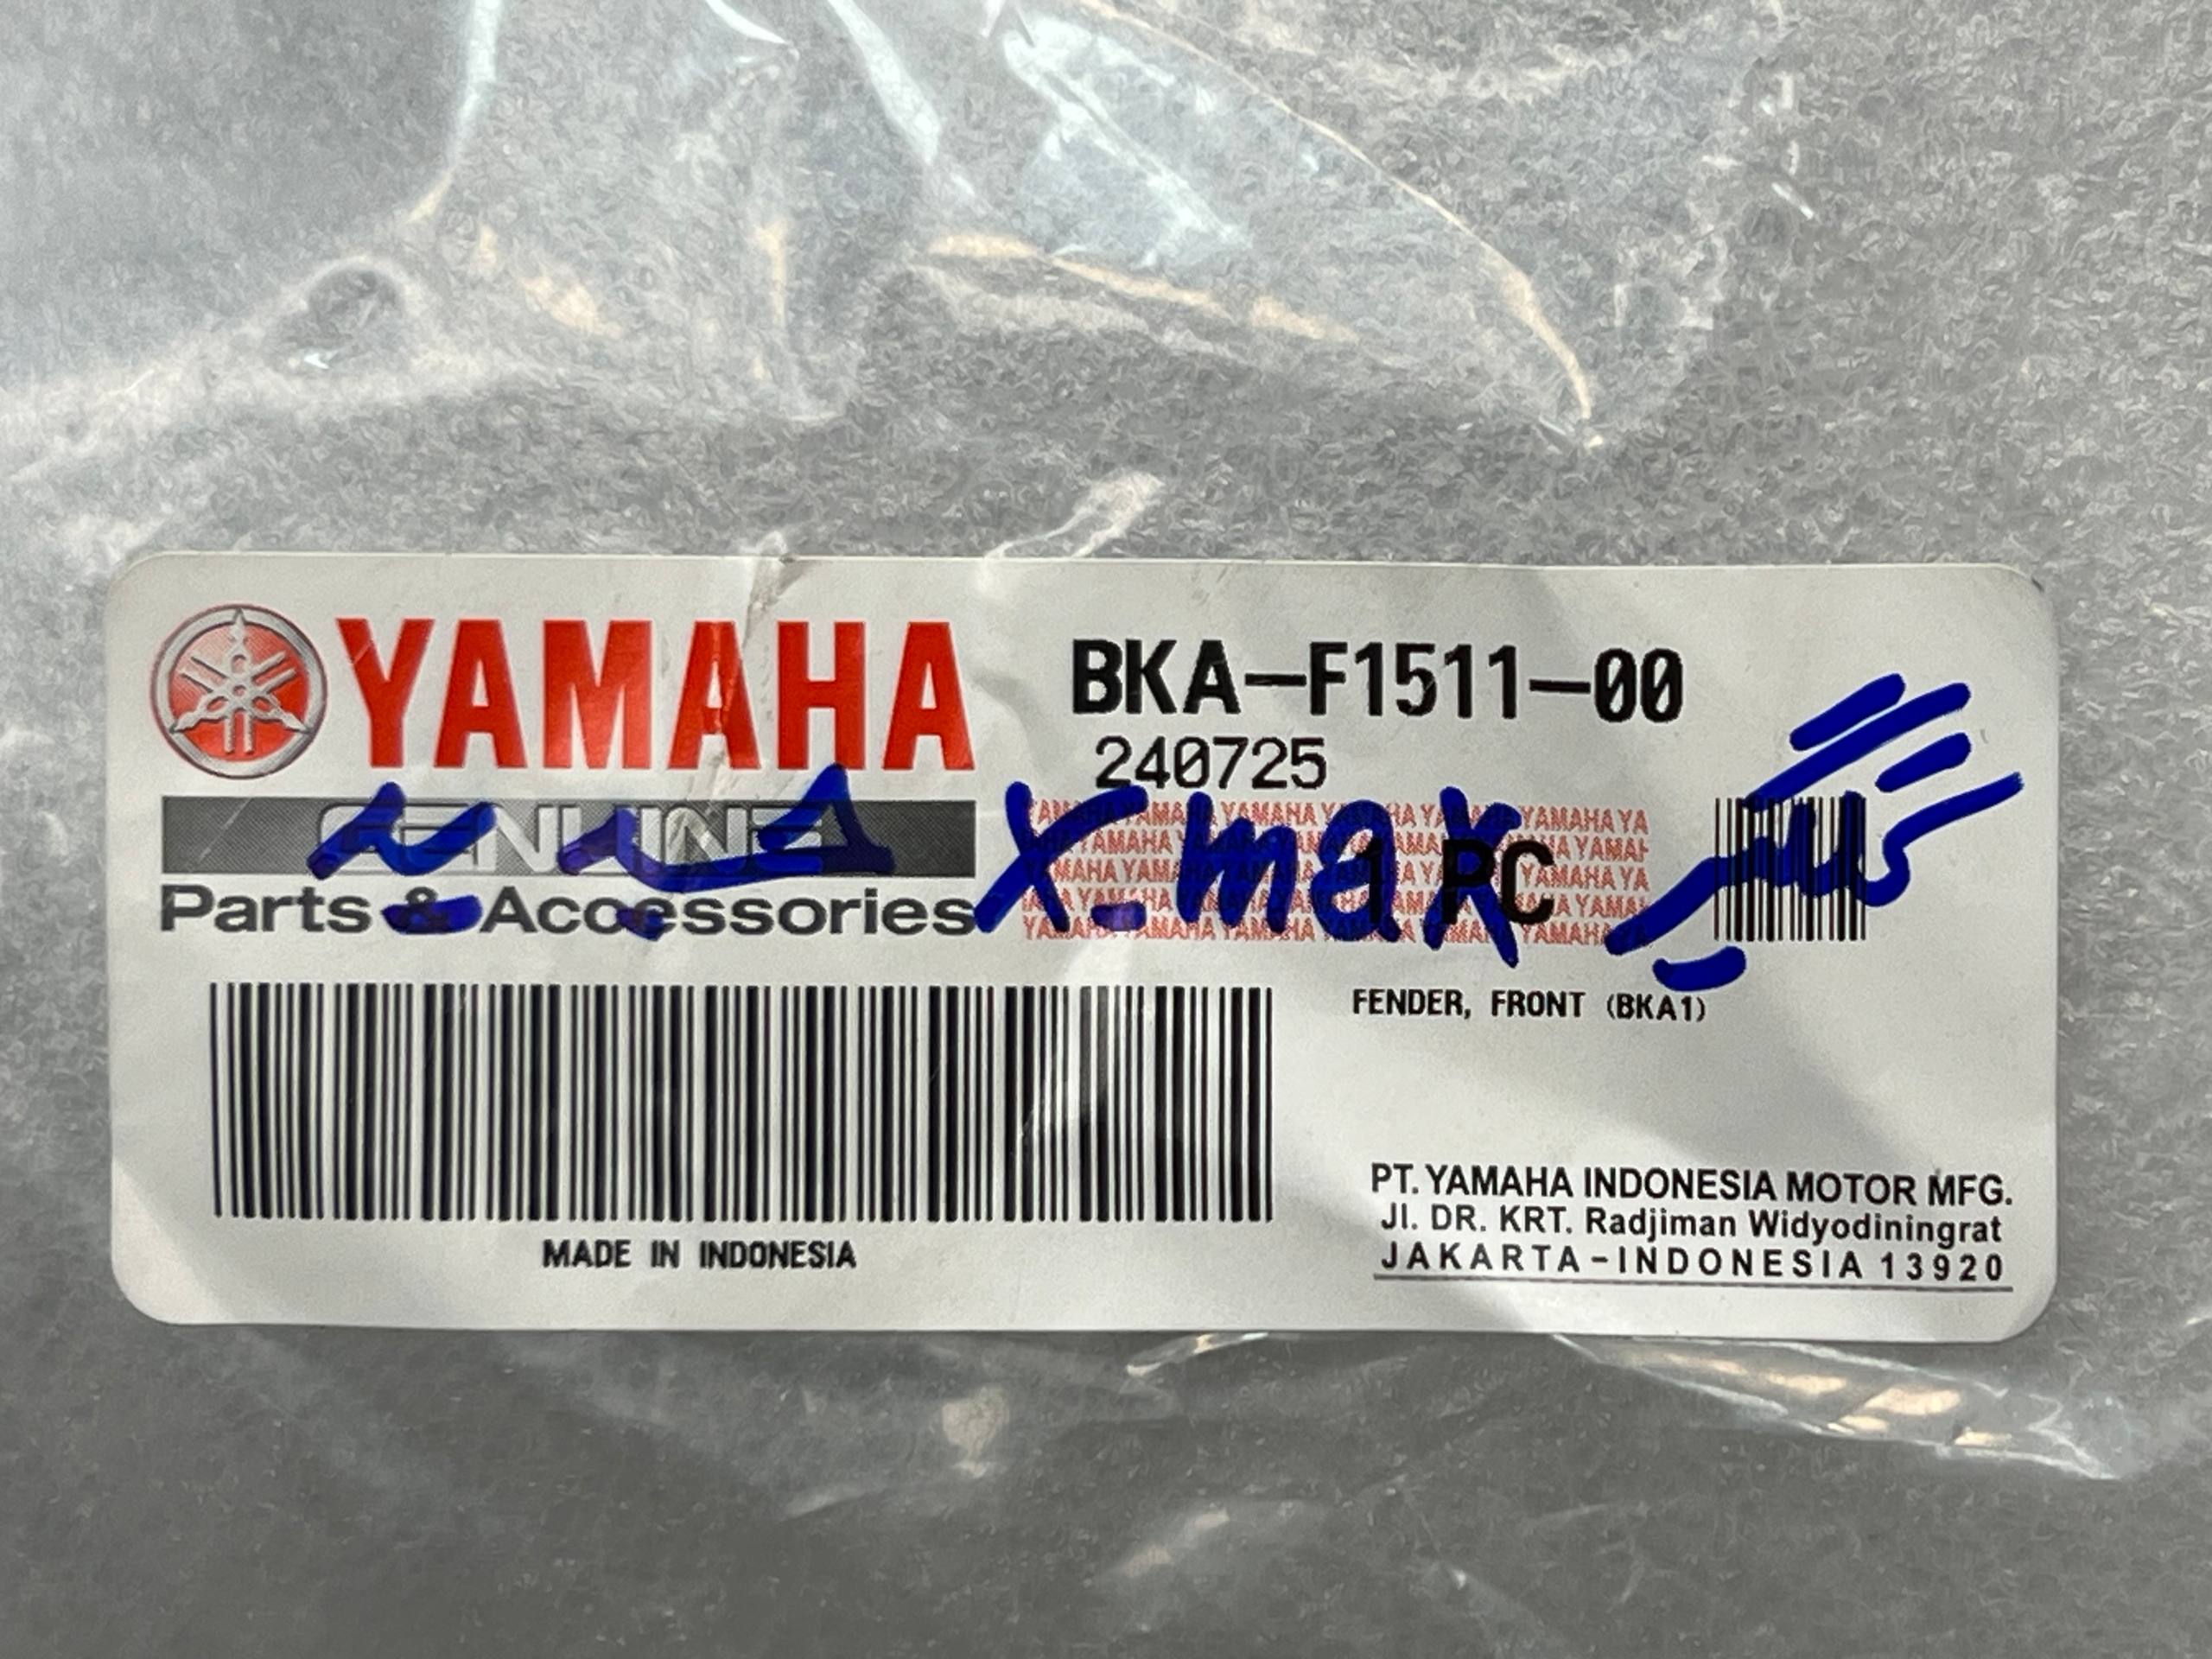 YAMAHA
GENUINE
Parts & Accessories
BKA-F1511-00
240725
1 PC
گلگیر X-max
FENDER, FRONT (BKA1)
MADE IN INDONESIA
PT. YAMAHA INDONESIA MOTOR MFG.
Jl. DR. KRT. Radjiman Widyodiningrat
JAKARTA-INDONESIA 13920